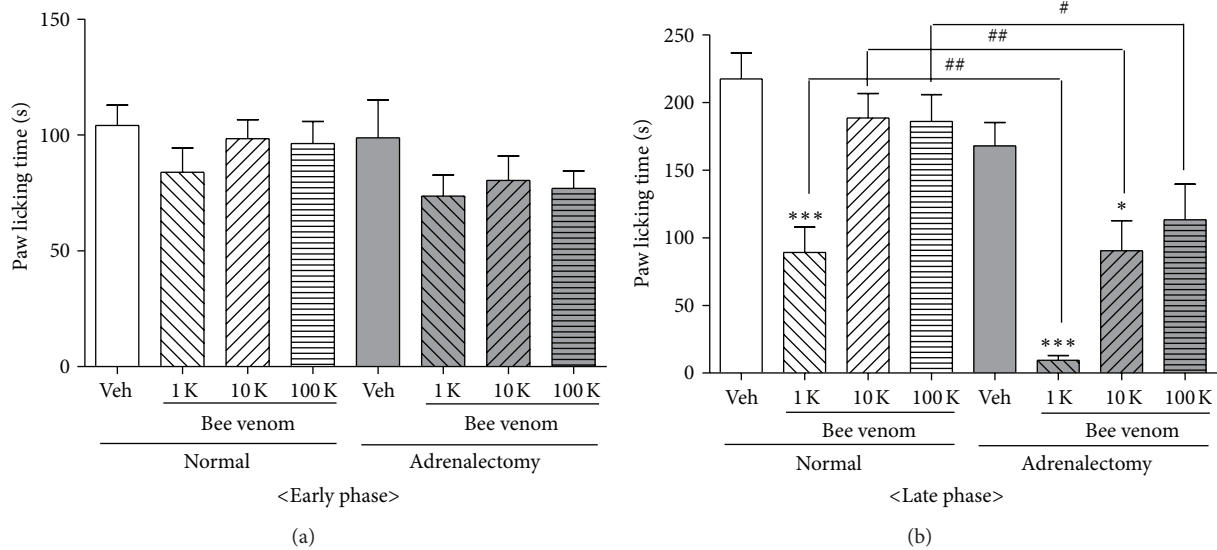 150
100
50
0
Paw licking time (s)
Veh 1 K 10 K 100 K Veh 1 K 10 K 100 K
Bee venom Bee venom
Normal Adrenalectomy
<Early phase>
(a)
250
200
150
100
50
0
Paw licking time (s)
#
##
##
***
*
***
Veh 1 K 10 K 100 K Veh 1 K 10 K 100 K
Bee venom Bee venom
Normal Adrenalectomy
<Late phase>
(b)